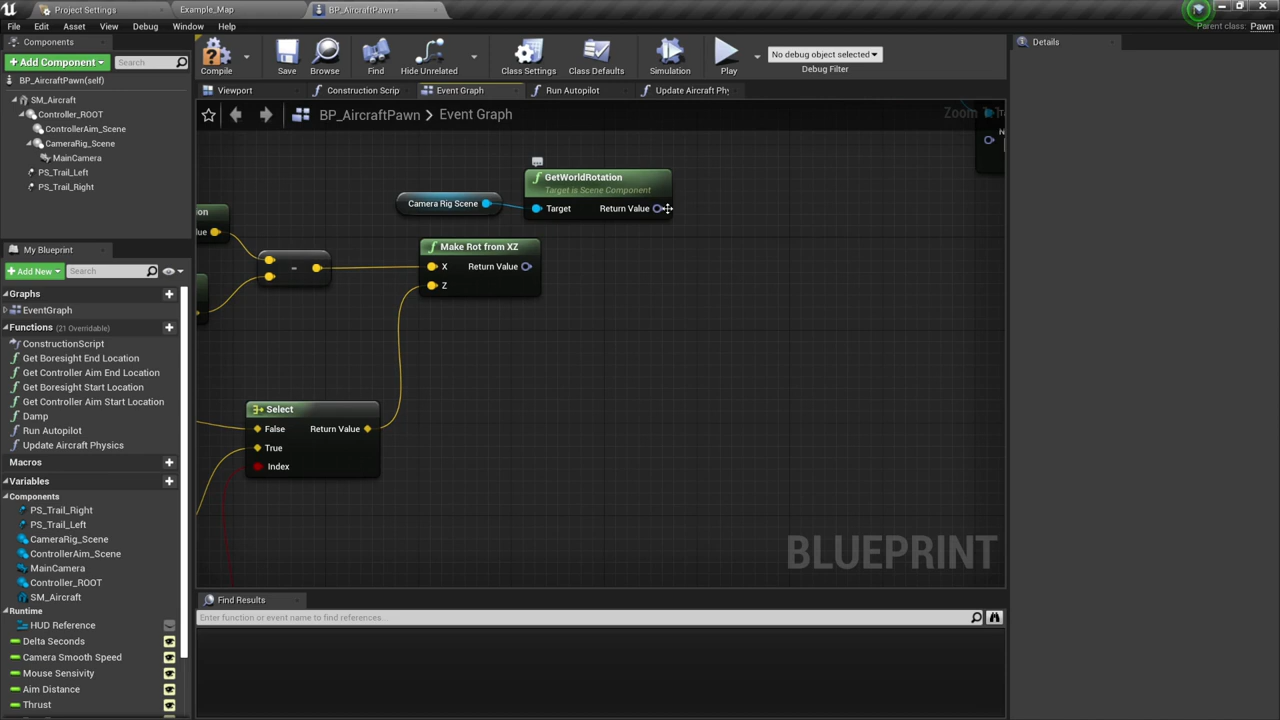 Project Settings
Example_Map
BP_AircraftPawn•
File Edit Asset View Debug Window Help
Parent class: Pawn
Components
+ Add Component
Search
BP_AircraftPawn(self)
SM_Aircraft
Controller_ROOT
ControllerAim_Scene
CameraRig_Scene
MainCamera
PS_Trail_Left
PS_Trail_Right
Compile
Save
Browse
Find
Hide Unrelated
Class Settings
Class Defaults
Simulation
Play
No debug object selected
Debug Filter
Details
Viewport
Construction Scrip
Event Graph
Run Autopilot
Update Aircraft Phy
BP_AircraftPawn > Event Graph
Zoom
GetWorldRotation
Target is Scene Component
Target
Return Value
Camera Rig Scene
Make Rot from XZ
X
Return Value
Z
-
Select
False
Return Value
True
Index
BLUEPRINT
My Blueprint
+ Add New
Search
Graphs
EventGraph
Functions (21 Overridable)
ConstructionScript
Get Boresight End Location
Get Controller Aim End Location
Get Boresight Start Location
Get Controller Aim Start Location
Damp
Run Autopilot
Update Aircraft Physics
Macros
Variables
Components
PS_Trail_Right
PS_Trail_Left
CameraRig_Scene
ControllerAim_Scene
MainCamera
Controller_ROOT
SM_Aircraft
Runtime
HUD Reference
Delta Seconds
Camera Smooth Speed
Mouse Sensivity
Aim Distance
Thrust
Find Results
Enter function or event name to find references...